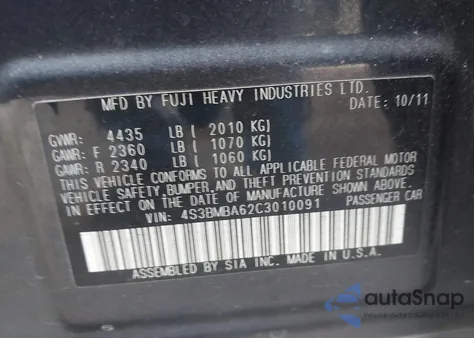 MFD BY FUJI HEAVY INDUSTRIES LTD.
DATE: 10/11
GVWR: 4435 LB ( 2010 KG)
GAWR: F 2360 LB ( 1070 KG)
GAWR: R 2340 LB ( 1060 KG)
THIS VEHICLE CONFORMS TO ALL APPLICABLE FEDERAL MOTOR
VEHICLE SAFETY, BUMPER, AND THEFT PREVENTION STANDARDS
IN EFFECT ON THE DATE OF MANUFACTURE SHOWN ABOVE.
VIN: 4S3BMBA62C3010091 PASSENGER CAR
ASSEMBLED BY SIA INC. MADE IN U.S.A.
autoSnap